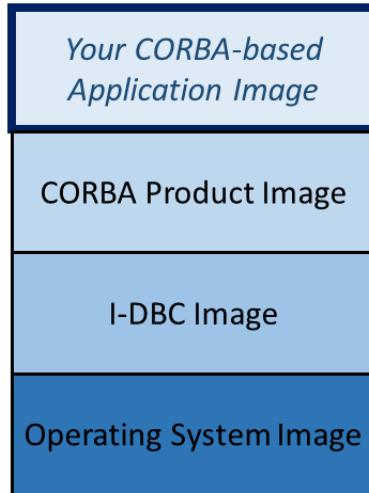 Your CORBA-based
Application Image
CORBA Product Image
I-DBC Image
Operating System Image